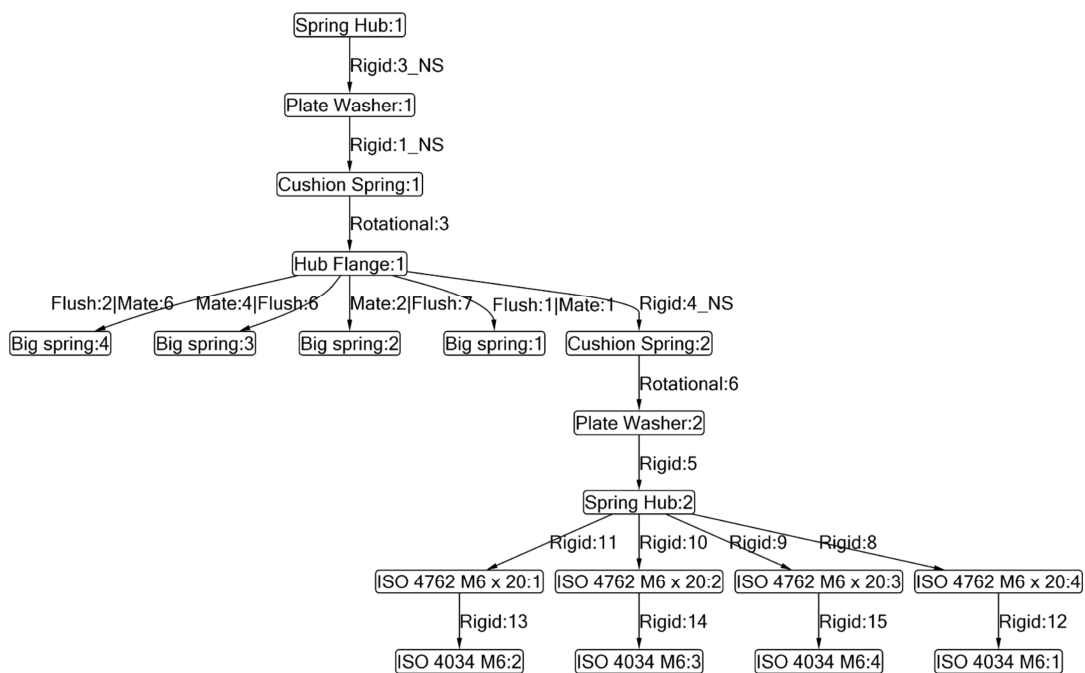 Spring Hub:1
Rigid:3_NS
Plate Washer:1
Rigid:1_NS
Cushion Spring:1
Rotational:3
Hub Flange:1
Flush:2|Mate:6 Mate:4|Flush:6 Mate:2|Flush:7 Flush:1|Mate:1 Rigid:4_NS
Big spring:4 Big spring:3 Big spring:2 Big spring:1 Cushion Spring:2
Rotational:6
Plate Washer:2
Rigid:5
Spring Hub:2
Rigid:11 Rigid:10 Rigid:9 Rigid:8
ISO 4762 M6 x 20:1 ISO 4762 M6 x 20:2 ISO 4762 M6 x 20:3 ISO 4762 M6 x 20:4
Rigid:13 Rigid:14 Rigid:15 Rigid:12
ISO 4034 M6:2 ISO 4034 M6:3 ISO 4034 M6:4 ISO 4034 M6:1